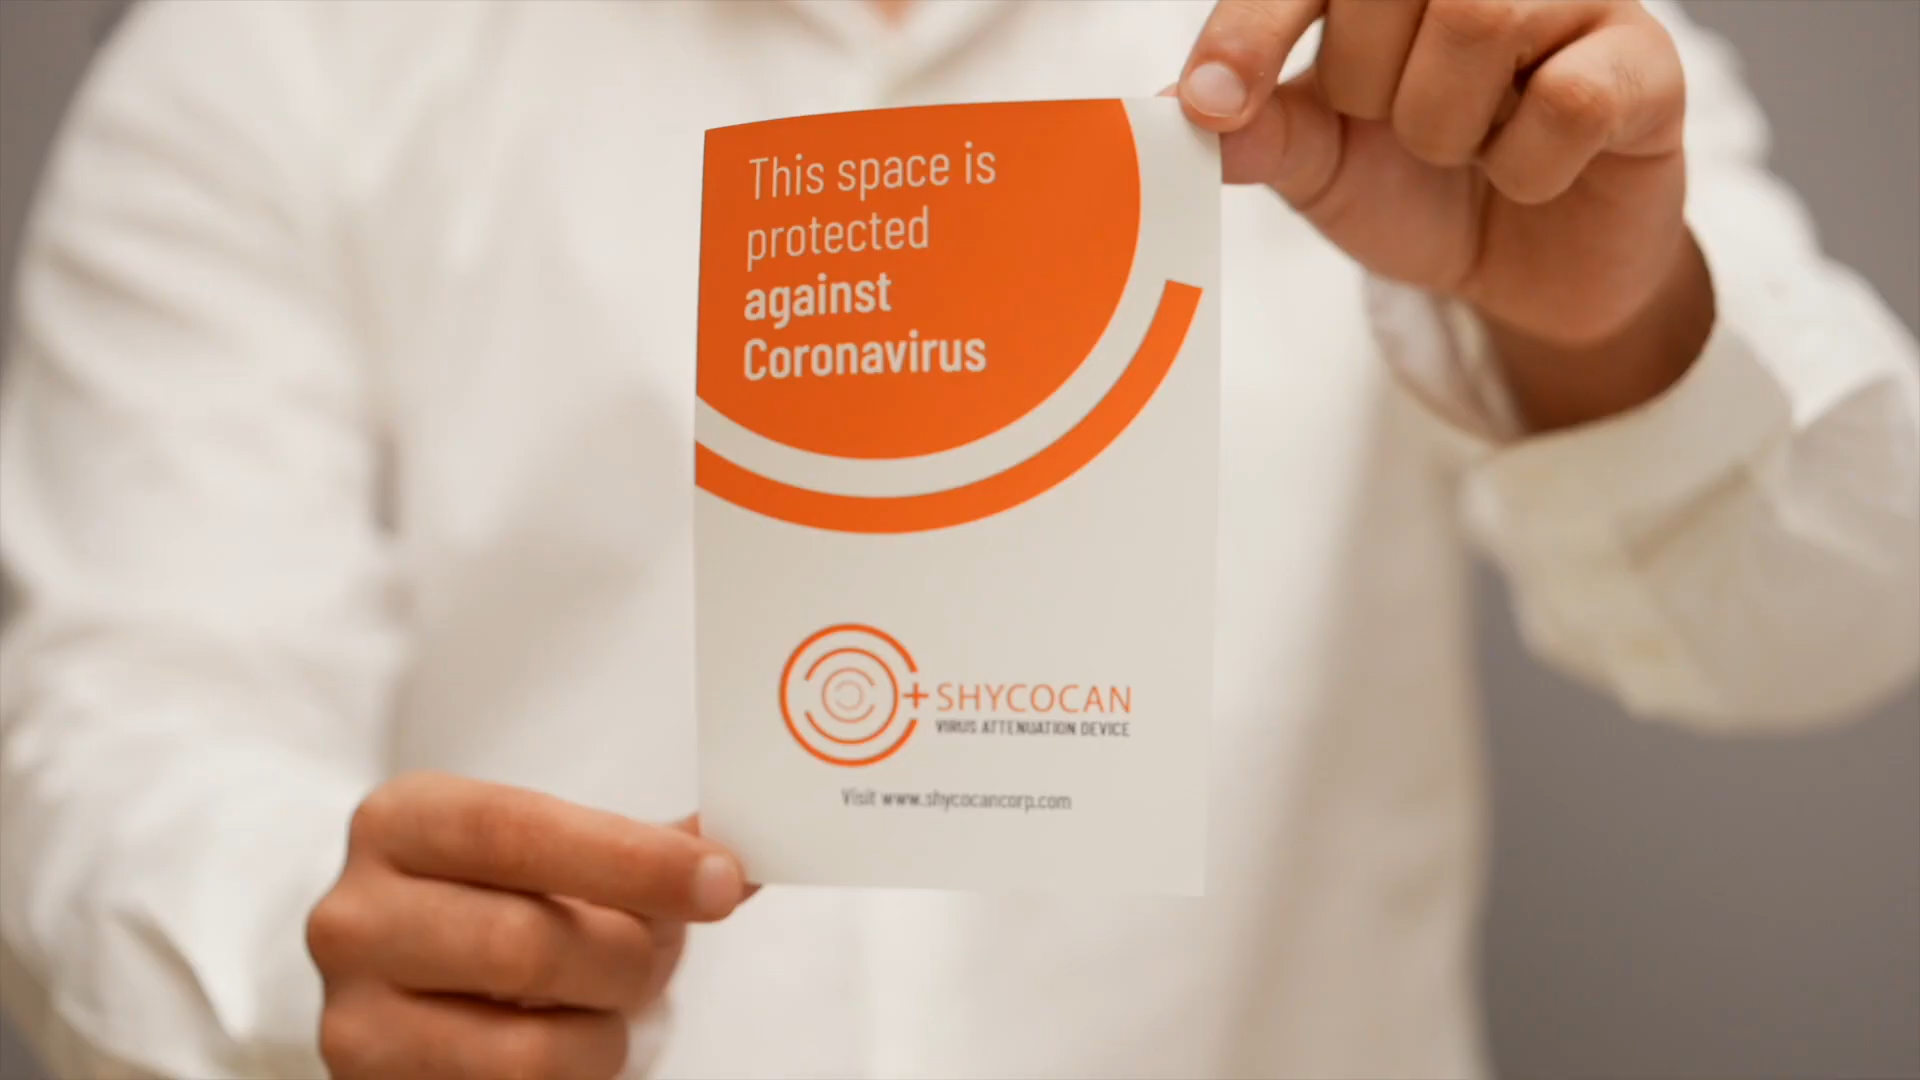 This space is
protected
against
Coronavirus
SHYCOCAN
VIRUS ATTENUATION DEVICE
Visit www.shycocancorp.com